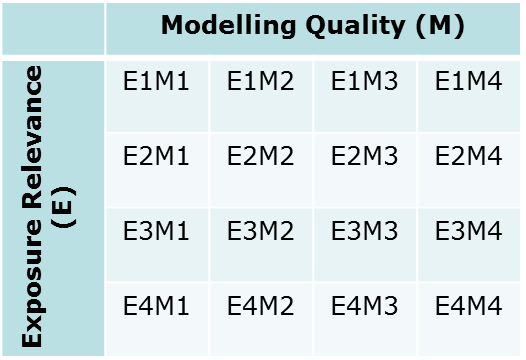 Modelling Quality (M)
Exposure Relevance
(E)
E1M1 E1M2 E1M3 E1M4
E2M1 E2M2 E2M3 E2M4
E3M1 E3M2 E3M3 E3M4
E4M1 E4M2 E4M3 E4M4